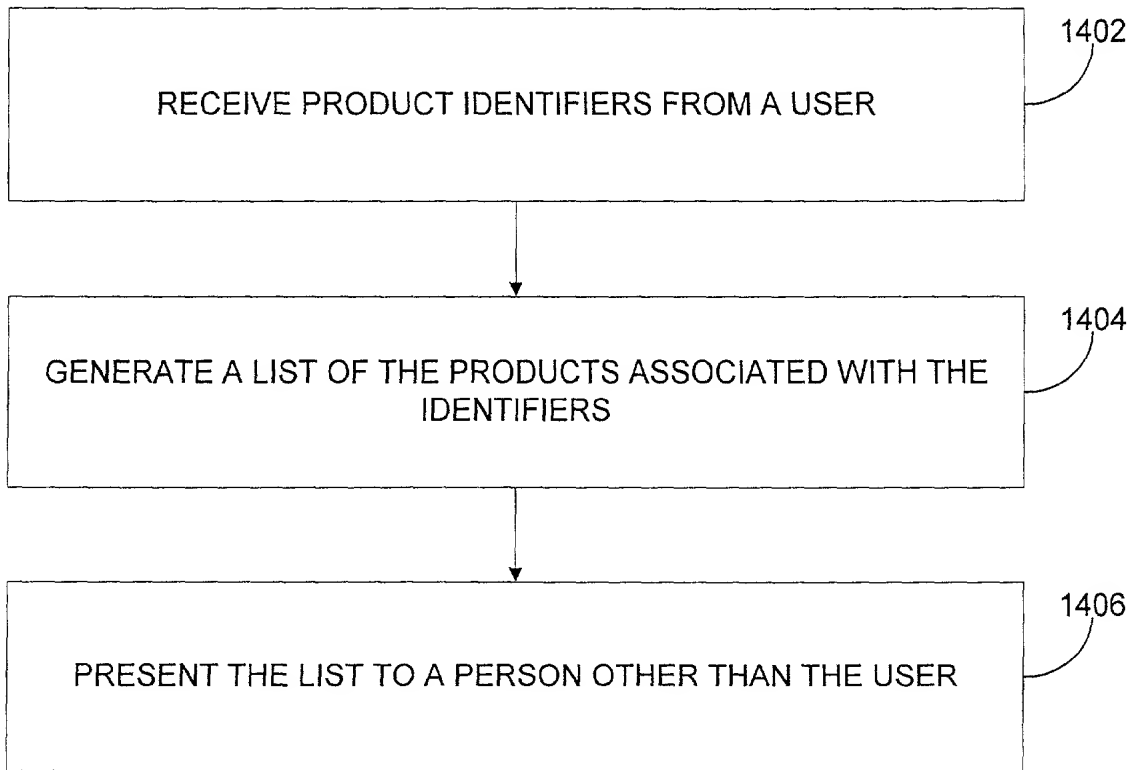 1402
RECEIVE PRODUCT IDENTIFIERS FROM A USER
1404
GENERATE A LIST OF THE PRODUCTS ASSOCIATED WITH THE
IDENTIFIERS
1406
PRESENT THE LIST TO A PERSON OTHER THAN THE USER